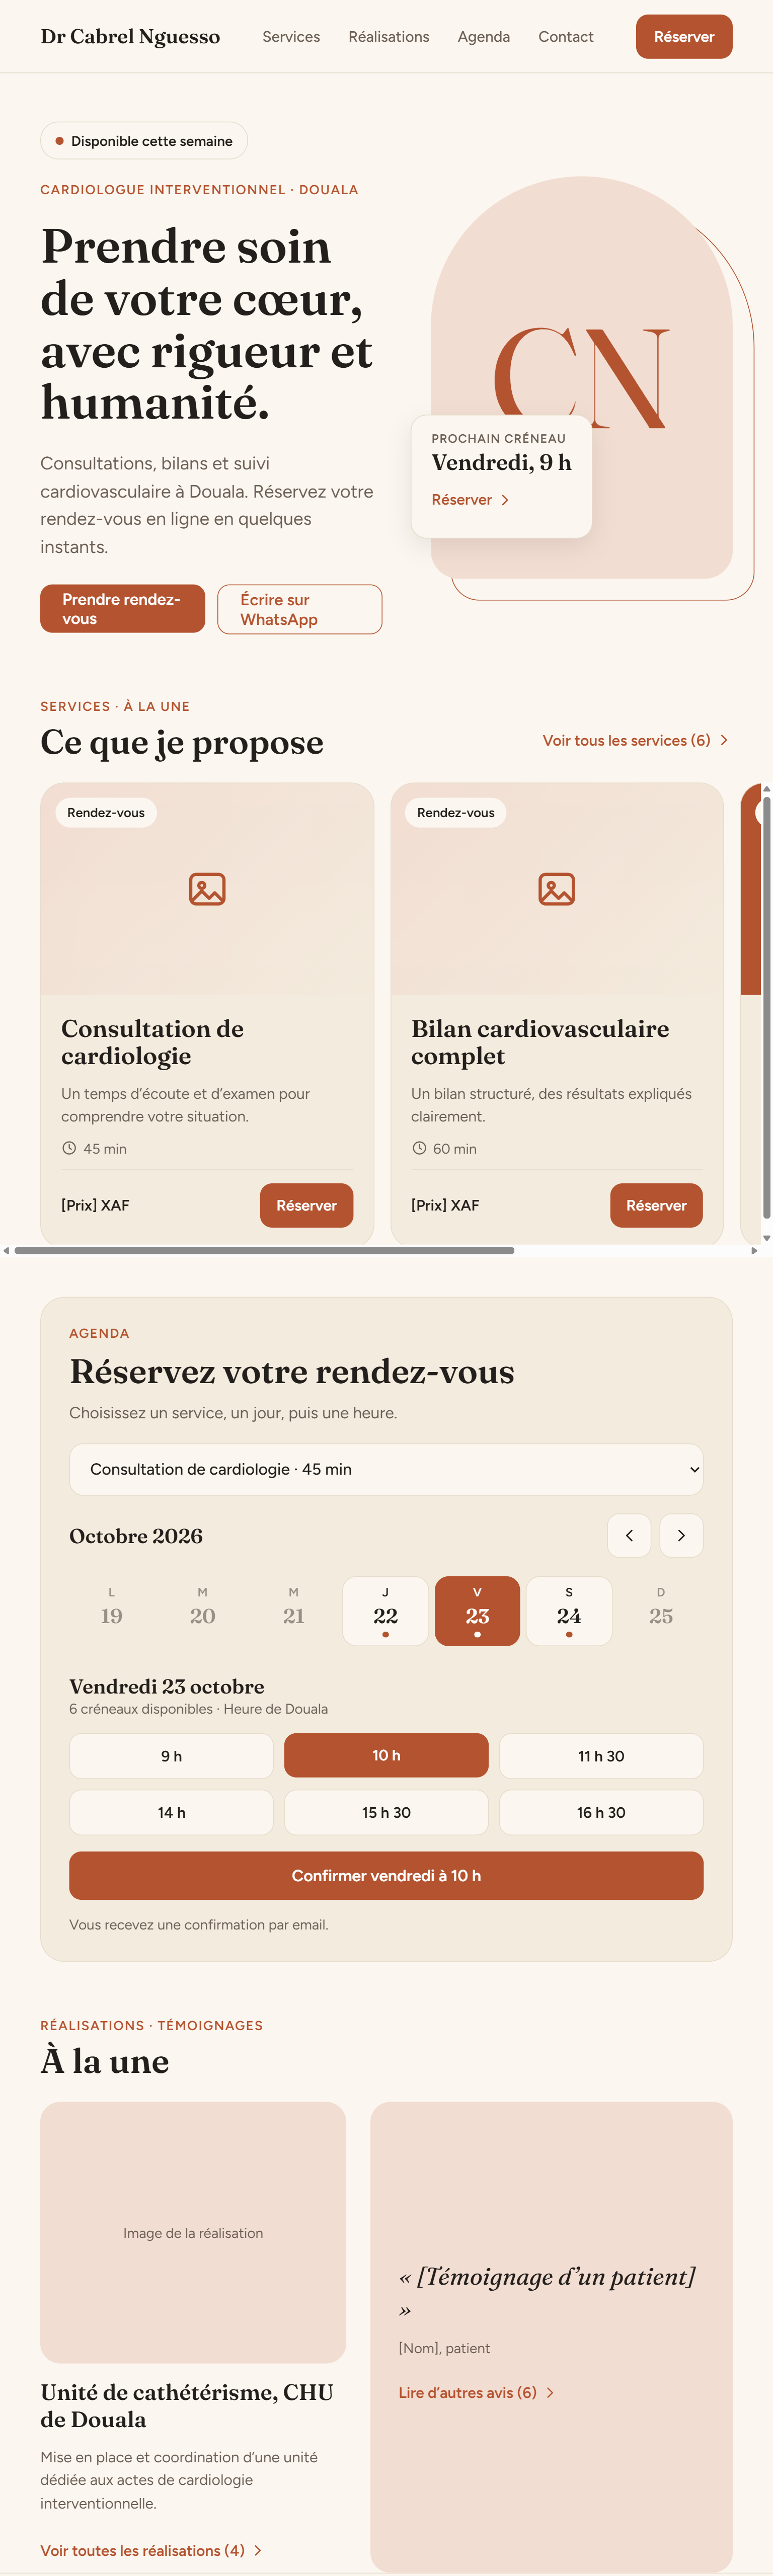 Dr Cabrel Nguesso
Services
Réalisations
Agenda
Contact
Réserver
Disponible cette semaine
CARDIOLOGUE INTERVENTIONNEL · DOUALA
Prendre soin
de votre cœur,
avec rigueur et
humanité.
Consultations, bilans et suivi
cardiovasculaire à Douala. Réservez votre
rendez-vous en ligne en quelques
instants.
Prendre rendez-
vous
Écrire sur
WhatsApp
CN
PROCHAIN CRÉNEAU
Vendredi, 9 h
Réserver
SERVICES · À LA UNE
Ce que je propose
Voir tous les services (6)
Rendez-vous
Consultation de
cardiologie
Un temps d’écoute et d’examen pour
comprendre votre situation.
45 min
[Prix] XAF
Réserver
Rendez-vous
Bilan cardiovasculaire
complet
Un bilan structuré, des résultats expliqués
clairement.
60 min
[Prix] XAF
Réserver
AGENDA
Réservez votre rendez-vous
Choisissez un service, un jour, puis une heure.
Consultation de cardiologie · 45 min
Octobre 2026
L
19
M
20
M
21
J
22
V
23
S
24
D
25
Vendredi 23 octobre
6 créneaux disponibles · Heure de Douala
9 h
10 h
11 h 30
14 h
15 h 30
16 h 30
Confirmer vendredi à 10 h
Vous recevez une confirmation par email.
RÉALISATIONS · TÉMOIGNAGES
À la une
Image de la réalisation
Unité de cathétérisme, CHU
de Douala
Mise en place et coordination d’une unité
dédiée aux actes de cardiologie
interventionnelle.
Voir toutes les réalisations (4)
« [Témoignage d’un patient]
»
[Nom], patient
Lire d’autres avis (6)